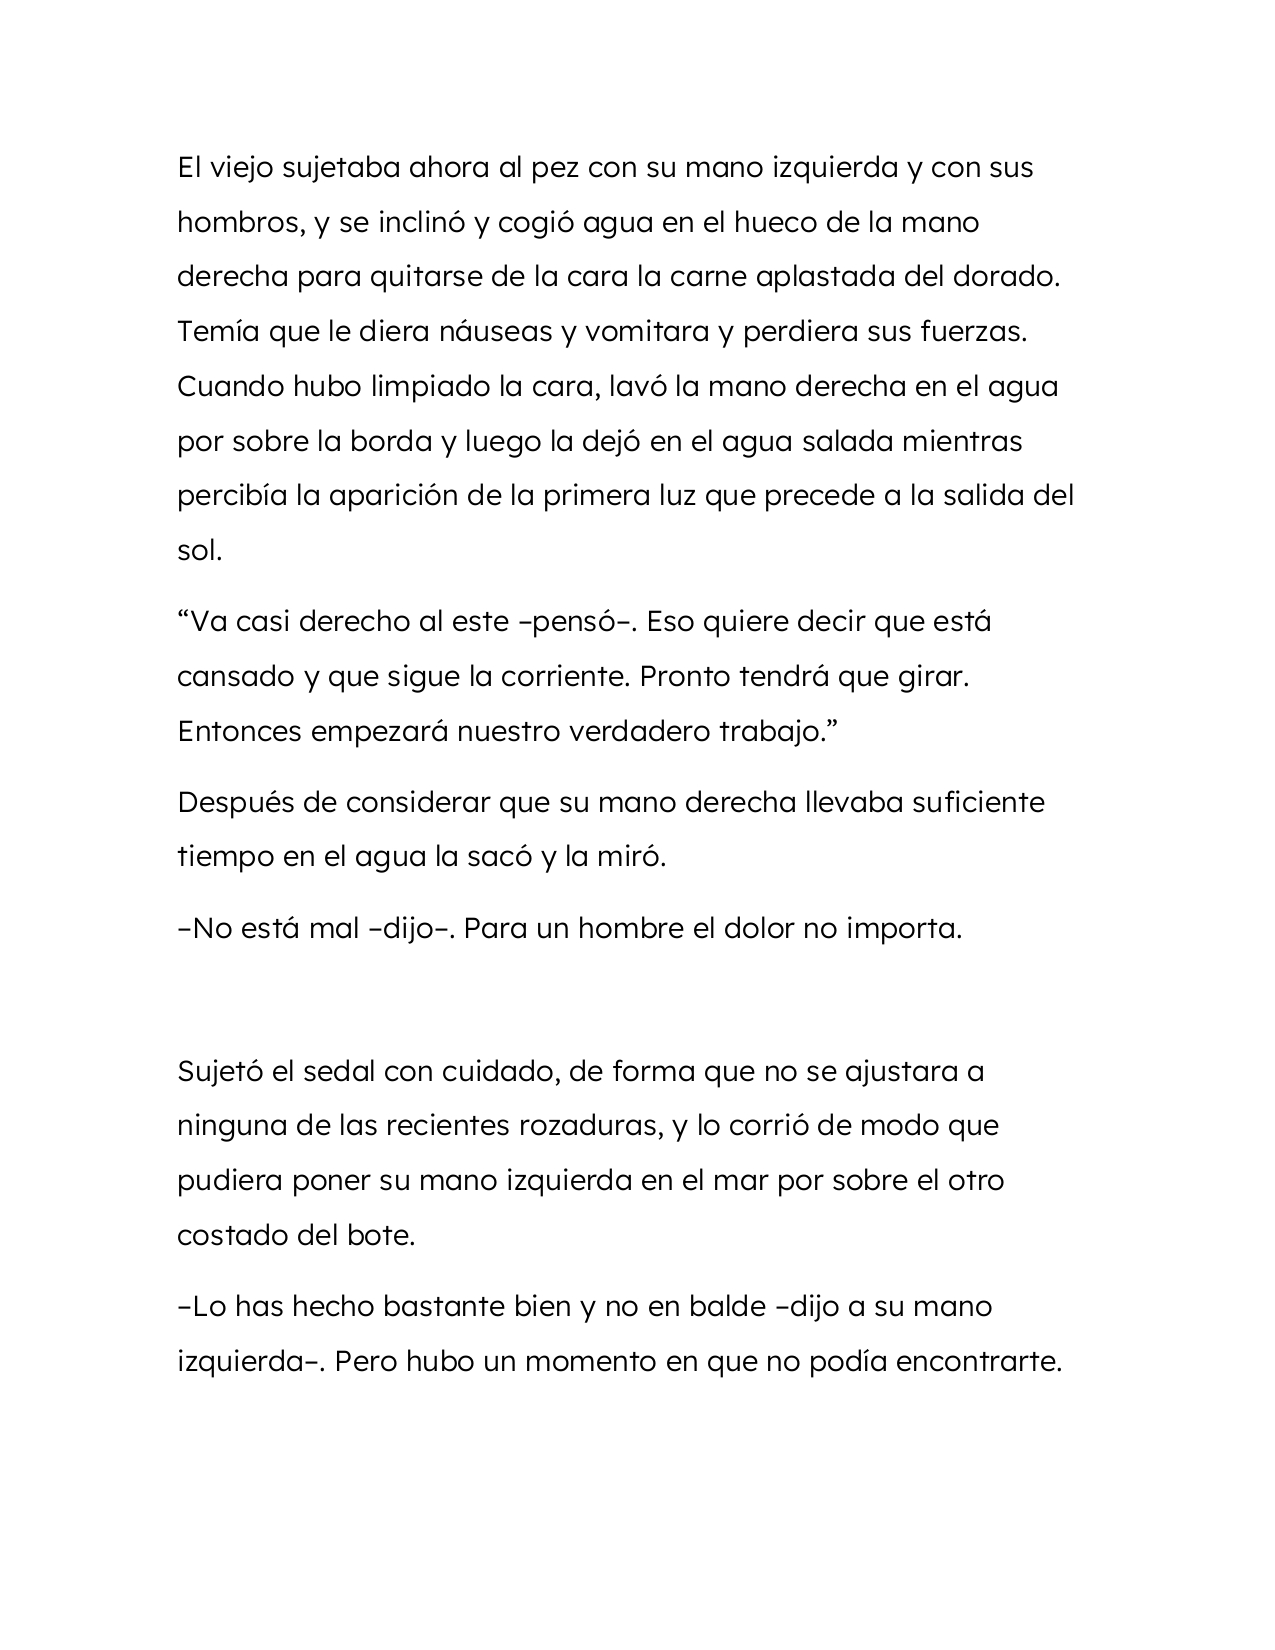 El viejo sujetaba ahora al pez con su mano izquierda y con sus
hombros, y se inclinó y cogió agua en el hueco de la mano
derecha para quitarse de la cara la carne aplastada del dorado.
Temía que le diera náuseas y vomitara y perdiera sus fuerzas.
Cuando hubo limpiado la cara, lavó la mano derecha en el agua
por sobre la borda y luego la dejó en el agua salada mientras
percibía la aparición de la primera luz que precede a la salida del
sol.
“Va casi derecho al este –pensó–. Eso quiere decir que está
cansado y que sigue la corriente. Pronto tendrá que girar.
Entonces empezará nuestro verdadero trabajo.”
Después de considerar que su mano derecha llevaba suficiente
tiempo en el agua la sacó y la miró.
–No está mal –dijo–. Para un hombre el dolor no importa.
Sujetó el sedal con cuidado, de forma que no se ajustara a
ninguna de las recientes rozaduras, y lo corrió de modo que
pudiera poner su mano izquierda en el mar por sobre el otro
costado del bote.
–Lo has hecho bastante bien y no en balde –dijo a su mano
izquierda–. Pero hubo un momento en que no podía encontrarte.